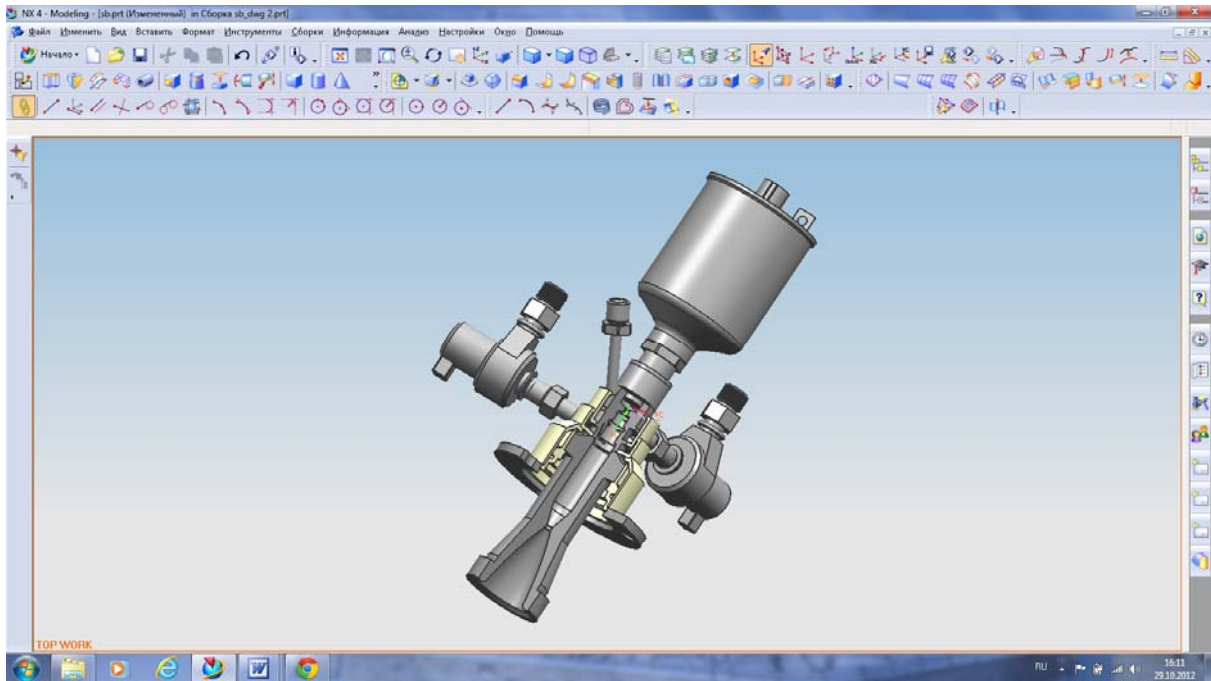 NX 4 - Modeling - [sb.prt (Измененный) in Сборка sb_dwg 2.prt]
Файл Изменить Вид Вставить Формат Инструменты Сборки Информация Анализ Настройки Окно Помощь
Начало
TOP WORK
RU
16:11
29.10.2012